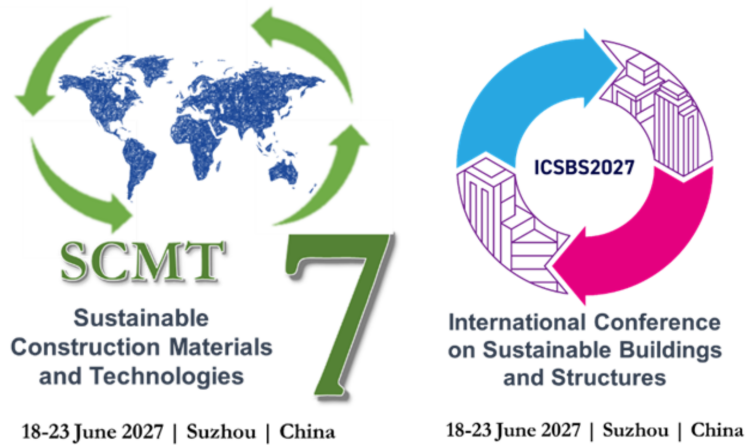 SCMT
7
Sustainable
Construction Materials
and Technologies
18-23 June 2027 | Suzhou | China
ICSBS2027
International Conference
on Sustainable Buildings
and Structures
18-23 June 2027 | Suzhou | China